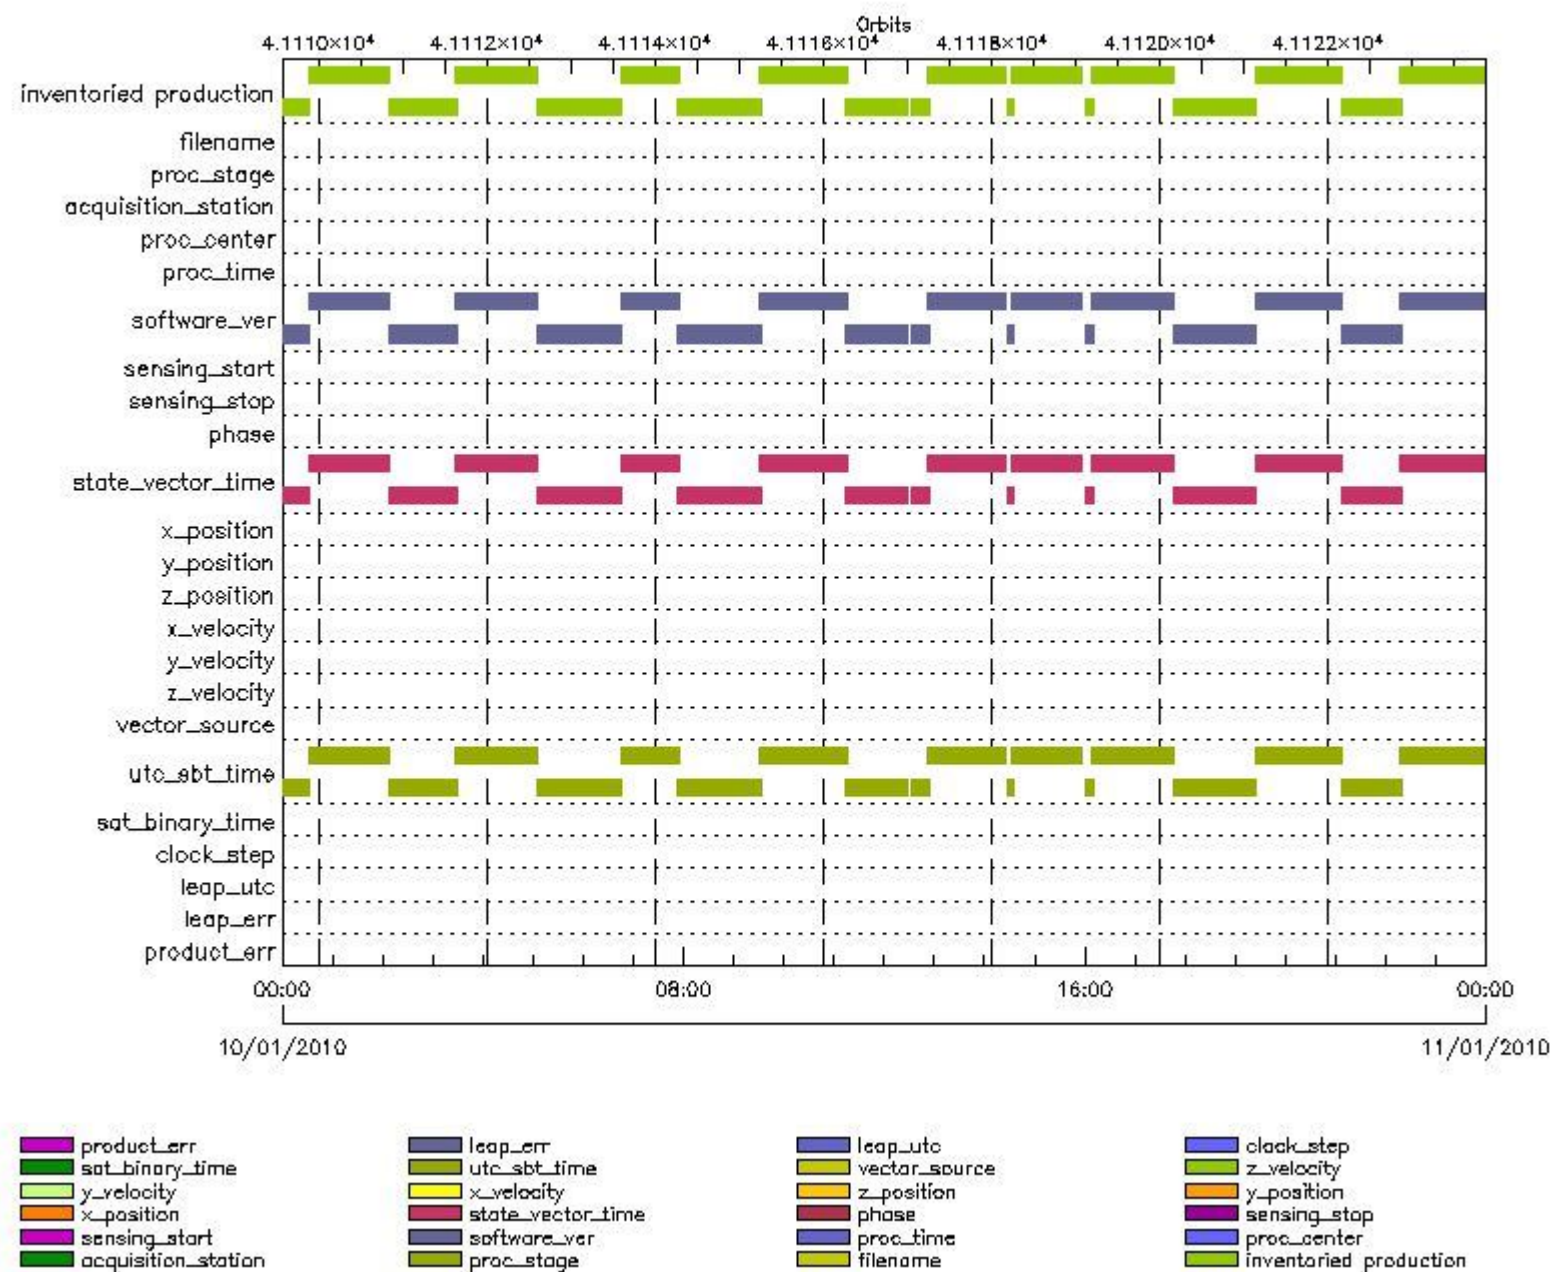 Orbits
4.1110×10⁴ 4.1112×10⁴ 4.1114×10⁴ 4.1116×10⁴ 4.1118×10⁴ 4.1120×10⁴ 4.1122×10⁴
inventoried production
filename
proc_stage
acquisition_station
proc_center
proc_time
software_ver
sensing_start
sensing_stop
phase
state_vector_time
x_position
y_position
z_position
x_velocity
y_velocity
z_velocity
vector_source
utc_sbt_time
sat_binary_time
clock_step
leap_utc
leap_err
product_err
00:00 08:00 16:00 00:00
10/01/2010 11/01/2010
product_err leap_err leap_utc clock_step
sat_binary_time utc_sbt_time vector_source z_velocity
y_velocity x_velocity z_position y_position
x_position state_vector_time phase sensing_stop
sensing_start software_ver proc_time proc_center
acquisition_station proc_stage filename inventoried production